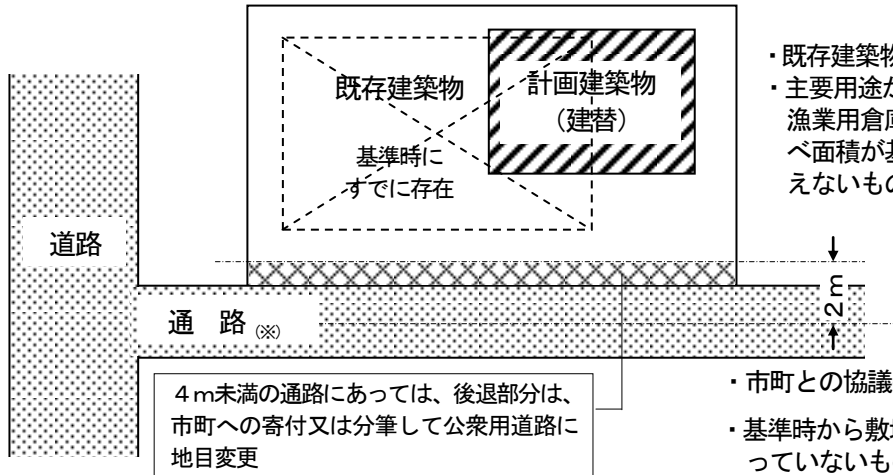 既存建築物
計画建築物
（建替）
基準時に
すでに存在
・既存建築物
・主要用途が
漁業用倉庫
べ面積が基
えないもの
道路
2ｍ
通　路(※)
４ｍ未満の通路にあっては、後退部分は、
市町への寄付又は分筆して公衆用道路に
地目変更
・市町との協議
・基準時から敷地
っていないも